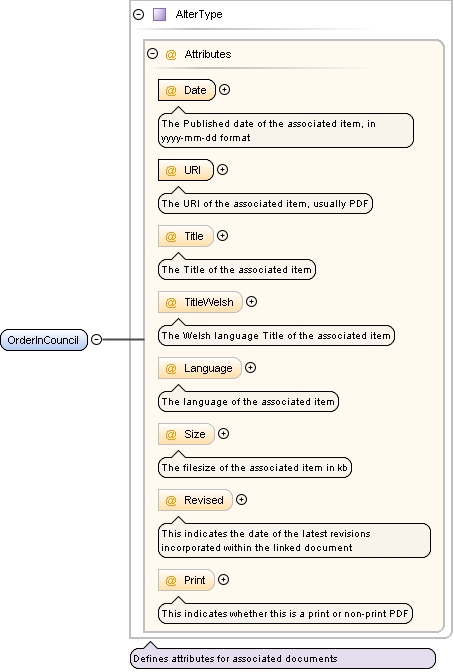 AlterType
@ Attributes
@ Date
The Published date of the associated item, in
yyyy-mm-dd format
@ URI
The URI of the associated item, usually PDF
@ Title
The Title of the associated item
@ TitleWelsh
The Welsh language Title of the associated item
OrderInCouncil
@ Language
The language of the associated item
@ Size
The filesize of the associated item in kb
@ Revised
This indicates the date of the latest revisions
incorporated within the linked document
@ Print
This indicates whether this is a print or non-print PDF
Defines attributes for associated documents